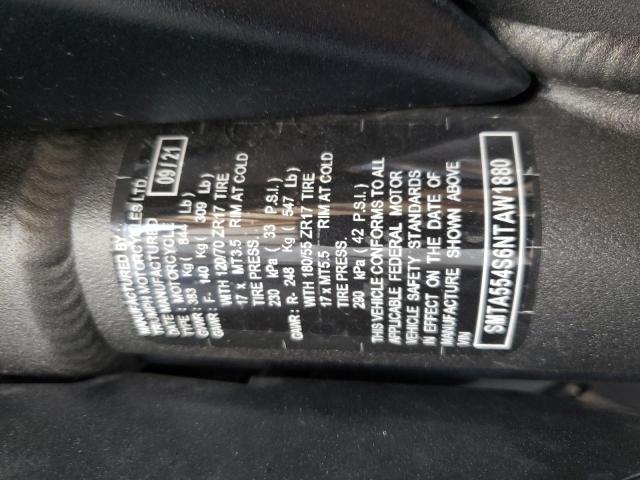 MANUFACTURED BY
TRIUMPH MOTORCYCLES LTD.
DATE MANUFACTURED 09/21
TYPE: MOTORCYCLE
383 Kg ( 844 Lb)
GAWR: F- 140 Kg ( 309 Lb)
WITH 120/70 ZR17 TIRE
17 x MT3.5 RIM AT COLD
TIRE PRESS.
230 kPa ( 33 P.S.I.)
GAWR: R- 248 Kg ( 547 Lb)
WITH 180/55 ZR17 TIRE
17 x MT5.5 RIM AT COLD
TIRE PRESS.
290 kPa ( 42 P.S.I.)
THIS VEHICLE CONFORMS TO ALL
APPLICABLE FEDERAL MOTOR
VEHICLE SAFETY STANDARDS
IN EFFECT ON THE DATE OF
MANUFACTURE SHOWN ABOVE
VIN
SMTA354S6NTAW1880